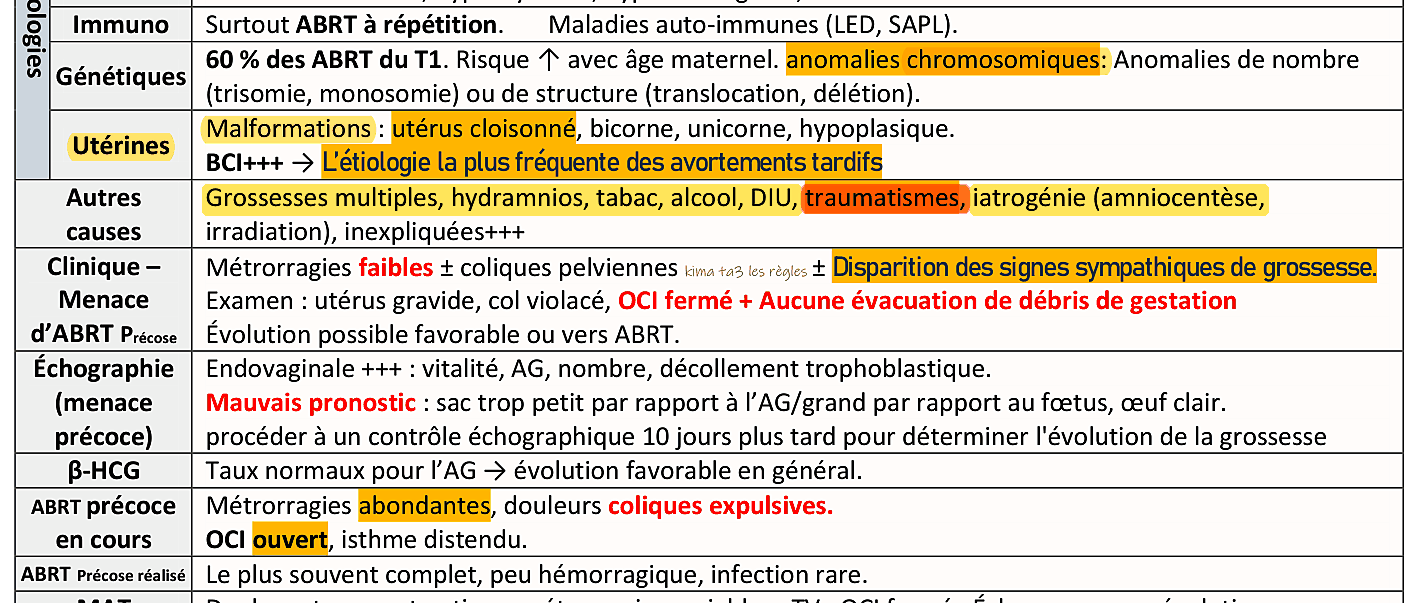 ologies
Immuno
Surtout ABRT à répétition. Maladies auto-immunes (LED, SAPL).
Génétiques
60 % des ABRT du T1. Risque ↑ avec âge maternel. anomalies chromosomiques: Anomalies de nombre
(trisomie, monosomie) ou de structure (translocation, délétion).
Utérines
Malformations : utérus cloisonné, bicorne, unicorne, hypoplasique.
BCI+++ → L'étiologie la plus fréquente des avortements tardifs
Autres
causes
Grossesses multiples, hydramnios, tabac, alcool, DIU, traumatismes, iatrogénie (amniocentèse,
irradiation), inexpliquées+++
Clinique –
Menace
d'ABRT Précose
Métrorragies faibles ± coliques pelviennes kima ta3 les règles ± Disparition des signes sympathiques de grossesse.
Examen : utérus gravide, col violacé, OCI fermé + Aucune évacuation de débris de gestation
Évolution possible favorable ou vers ABRT.
Échographie
(menace
précoce)
Endovaginale +++ : vitalité, AG, nombre, décollement trophoblastique.
Mauvais pronostic : sac trop petit par rapport à l'AG/grand par rapport au fœtus, œuf clair.
procéder à un contrôle échographique 10 jours plus tard pour déterminer l'évolution de la grossesse
β-HCG
Taux normaux pour l'AG → évolution favorable en général.
ABRT précoce
en cours
Métrorragies abondantes, douleurs coliques expulsives.
OCI ouvert, isthme distendu.
ABRT Précose réalisé
Le plus souvent complet, peu hémorragique, infection rare.